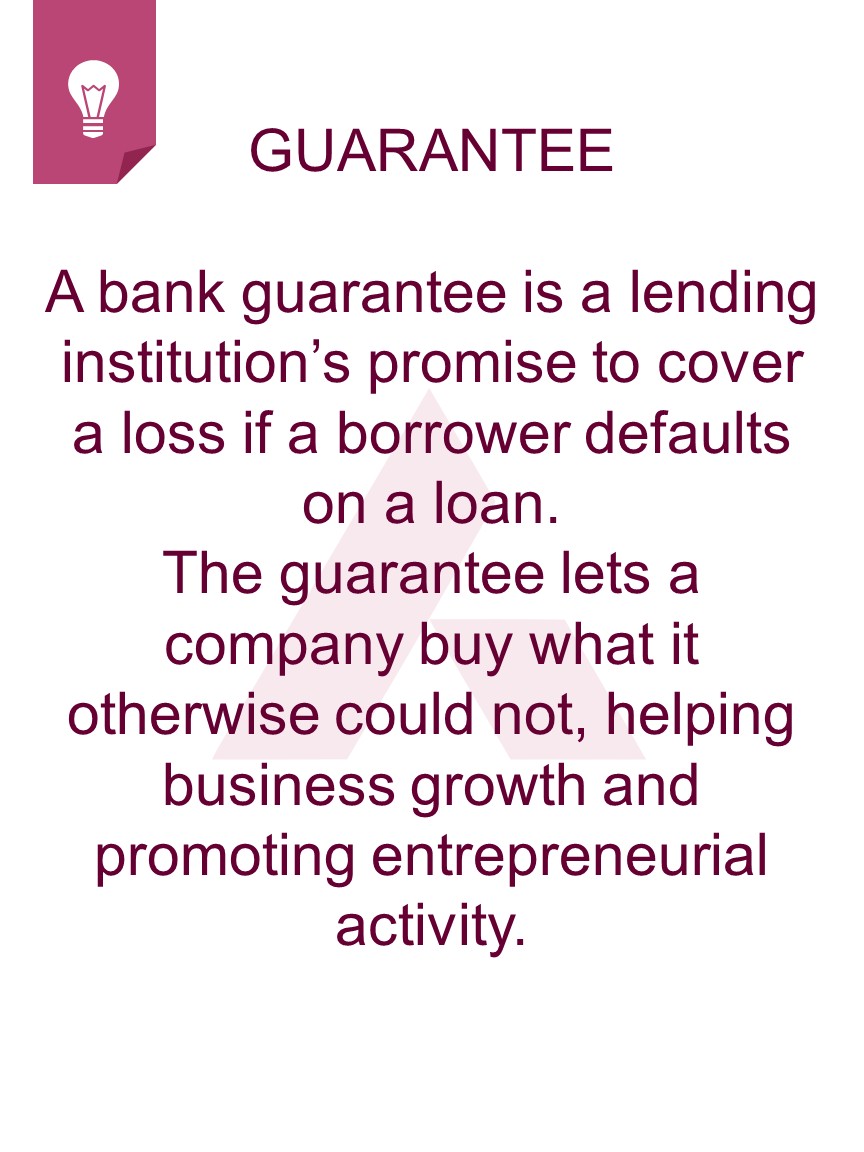 GUARANTEE
A bank guarantee is a lending
institution’s promise to cover
a loss if a borrower defaults
on a loan.
The guarantee lets a
company buy what it
otherwise could not, helping
business growth and
promoting entrepreneurial
activity.